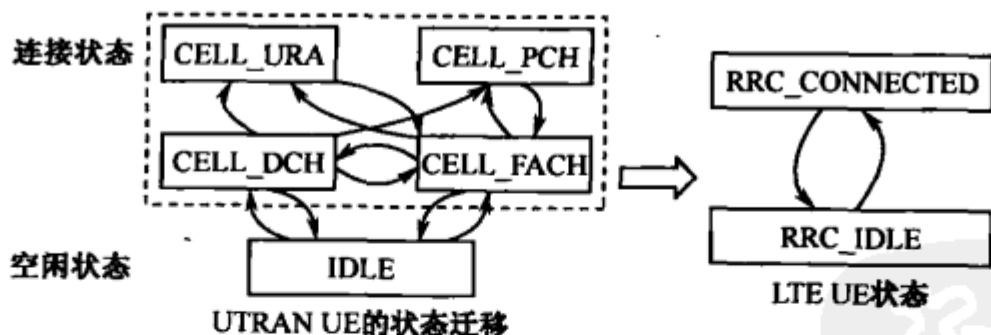 连接状态
CELL_URA
CELL_PCH
CELL_DCH
CELL_FACH
空闲状态
IDLE
UTRAN UE的状态迁移
RRC_CONNECTED
RRC_IDLE
LTE UE状态